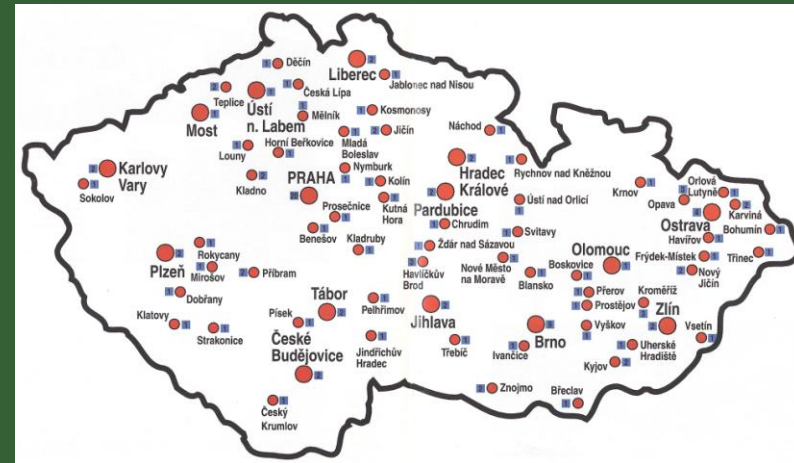 Děčín
Liberec
Jablonec nad Nisou
Teplice
Ústí
n. Labem
Česká Lípa
Most
Mělník
Kosmonosy
Jičín
Náchod
Louny
Horní Beřkovice
Mladá
Boleslav
Karlovy
Vary
Sokolov
Kladno
PRAHA
Nymburk
Kolín
Hradec
Králové
Rychnov nad Kněžnou
Prosečnice
Kutná
Hora
Pardubice
Ústí nad Orlicí
Krnov
Orlová
Lutyně
Opava
Karviná
Ostrava
Bohumín
Benešov
Chrudim
Svitavy
Havířov
Rokycany
Plzeň
Mirošov
Kladruby
Žďár nad Sázavou
Olomouc
Třinec
Příbram
Havlíčkův
Brod
Nové Město
na Moravě
Boskovice
Blansko
Frýdek-Místek
Nový
Jičín
Dobřany
Tábor
Pelhřimov
Přerov
Prostějov
Kroměříž
Zlín
Klatovy
Písek
Jihlava
Strakonice
České
Budějovice
Jindřichův
Hradec
Třebíč
Brno
Ivančice
Vyškov
Vsetín
Uherské
Hradiště
Kyjov
Český
Krumlov
Znojmo
Břeclav